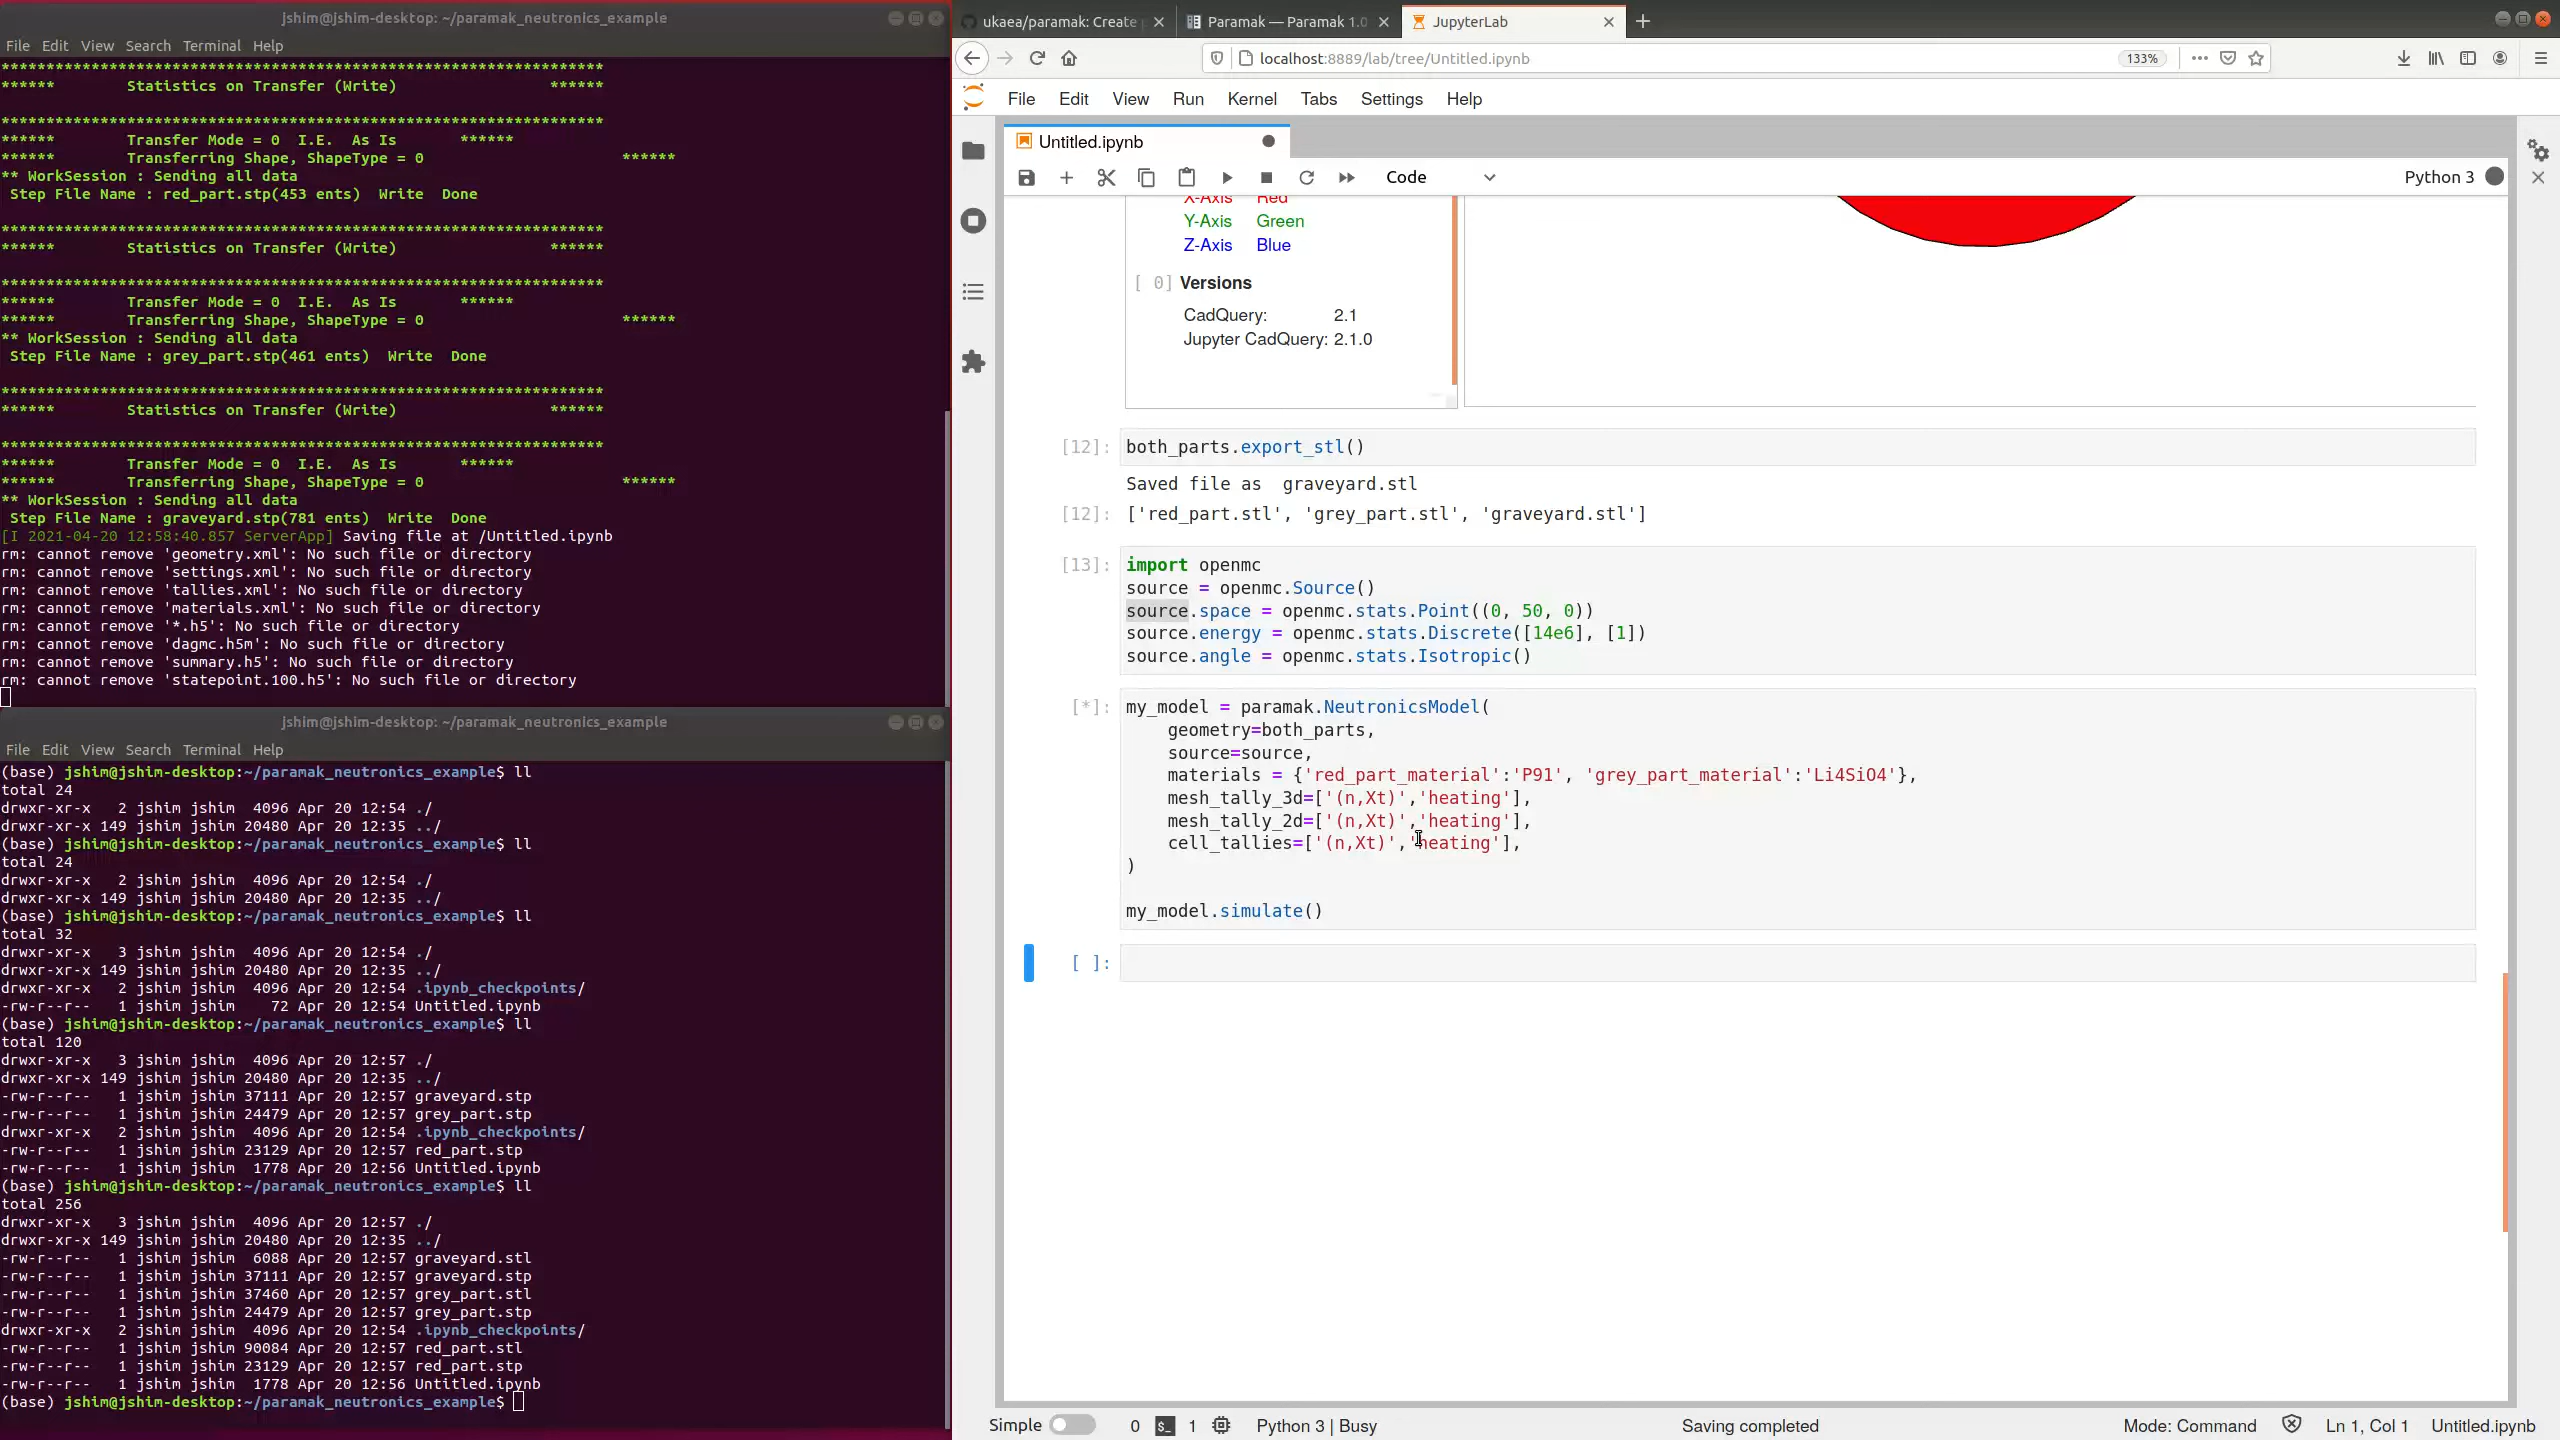 jshim@jshim-desktop: ~/paramak_neutronics_example
File Edit View Search Terminal Help
**********************************************************************
****** Statistics on Transfer (Write) ******
**********************************************************************
****** Transfer Mode = 0 I.E. As Is ******
****** Transferring Shape, ShapeType = 0 ******
** WorkSession : Sending all data
Step File Name : red_part.stp(453 ents) Write Done
**********************************************************************
****** Statistics on Transfer (Write) ******
**********************************************************************
****** Transfer Mode = 0 I.E. As Is ******
****** Transferring Shape, ShapeType = 0 ******
** WorkSession : Sending all data
Step File Name : grey_part.stp(461 ents) Write Done
**********************************************************************
****** Statistics on Transfer (Write) ******
**********************************************************************
****** Transfer Mode = 0 I.E. As Is ******
****** Transferring Shape, ShapeType = 0 ******
** WorkSession : Sending all data
Step File Name : graveyard.stp(781 ents) Write Done
[I 2021-04-20 12:58:40.857 ServerApp] Saving file at /Untitled.ipynb
rm: cannot remove 'geometry.xml': No such file or directory
rm: cannot remove 'settings.xml': No such file or directory
rm: cannot remove 'tallies.xml': No such file or directory
rm: cannot remove 'materials.xml': No such file or directory
rm: cannot remove '*.h5': No such file or directory
rm: cannot remove 'dagmc.h5m': No such file or directory
rm: cannot remove 'summary.h5': No such file or directory
rm: cannot remove 'statepoint.100.h5': No such file or directory
jshim@jshim-desktop: ~/paramak_neutronics_example
File Edit View Search Terminal Help
(base) jshim@jshim-desktop:~/paramak_neutronics_example$ ll
total 24
drwxr-xr-x 2 jshim jshim 4096 Apr 20 12:54 ./
drwxr-xr-x 149 jshim jshim 20480 Apr 20 12:35 ../
(base) jshim@jshim-desktop:~/paramak_neutronics_example$ ll
total 24
drwxr-xr-x 2 jshim jshim 4096 Apr 20 12:54 ./
drwxr-xr-x 149 jshim jshim 20480 Apr 20 12:35 ../
(base) jshim@jshim-desktop:~/paramak_neutronics_example$ ll
total 32
drwxr-xr-x 3 jshim jshim 4096 Apr 20 12:54 ./
drwxr-xr-x 149 jshim jshim 20480 Apr 20 12:35 ../
drwxr-xr-x 2 jshim jshim 4096 Apr 20 12:54 .ipynb_checkpoints/
-rw-r--r-- 1 jshim jshim 72 Apr 20 12:54 Untitled.ipynb
(base) jshim@jshim-desktop:~/paramak_neutronics_example$ ll
total 120
drwxr-xr-x 3 jshim jshim 4096 Apr 20 12:57 ./
drwxr-xr-x 149 jshim jshim 20480 Apr 20 12:35 ../
-rw-r--r-- 1 jshim jshim 37111 Apr 20 12:57 graveyard.stp
-rw-r--r-- 1 jshim jshim 24479 Apr 20 12:57 grey_part.stp
drwxr-xr-x 2 jshim jshim 4096 Apr 20 12:54 .ipynb_checkpoints/
-rw-r--r-- 1 jshim jshim 23129 Apr 20 12:57 red_part.stp
-rw-r--r-- 1 jshim jshim 1778 Apr 20 12:56 Untitled.ipynb
(base) jshim@jshim-desktop:~/paramak_neutronics_example$ ll
total 256
drwxr-xr-x 3 jshim jshim 4096 Apr 20 12:57 ./
drwxr-xr-x 149 jshim jshim 20480 Apr 20 12:35 ../
-rw-r--r-- 1 jshim jshim 6088 Apr 20 12:57 graveyard.stl
-rw-r--r-- 1 jshim jshim 37111 Apr 20 12:57 graveyard.stp
-rw-r--r-- 1 jshim jshim 37460 Apr 20 12:57 grey_part.stl
-rw-r--r-- 1 jshim jshim 24479 Apr 20 12:57 grey_part.stp
drwxr-xr-x 2 jshim jshim 4096 Apr 20 12:54 .ipynb_checkpoints/
-rw-r--r-- 1 jshim jshim 90084 Apr 20 12:57 red_part.stl
-rw-r--r-- 1 jshim jshim 23129 Apr 20 12:57 red_part.stp
-rw-r--r-- 1 jshim jshim 1778 Apr 20 12:56 Untitled.ipynb
(base) jshim@jshim-desktop:~/paramak_neutronics_example$
ukaea/paramak: Create Paramak — Paramak 1.0 JupyterLab
localhost:8889/lab/tree/Untitled.ipynb 133%
File Edit View Run Kernel Tabs Settings Help
Untitled.ipynb
Code Python 3
X-Axis Red
Y-Axis Green
Z-Axis Blue
[ 0] Versions
CadQuery: 2.1
Jupyter CadQuery: 2.1.0
[12]: both_parts.export_stl()
Saved file as graveyard.stl
[12]: ['red_part.stl', 'grey_part.stl', 'graveyard.stl']
[13]: import openmc
source = openmc.Source()
source.space = openmc.stats.Point((0, 50, 0))
source.energy = openmc.stats.Discrete([14e6], [1])
source.angle = openmc.stats.Isotropic()
[*]: my_model = paramak.NeutronicsModel(
geometry=both_parts,
source=source,
materials = {'red_part_material':'P91', 'grey_part_material':'Li4SiO4'},
mesh_tally_3d=['(n,Xt)','heating'],
mesh_tally_2d=['(n,Xt)','heating'],
cell_tallies=['(n,Xt)','heating'],
)
my_model.simulate()
[ ]:
Simple 0 1 Python 3 | Busy Saving completed Mode: Command Ln 1, Col 1 Untitled.ipynb